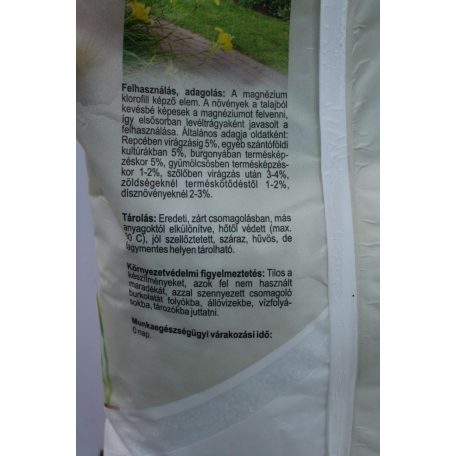 Felhasználás, adagolás: A magnézium
klorofill képző elem. A növények a talajból
kevésbé képesek a magnéziumot felvenni,
így elsősorban levéltrágyaként javasolt a
felhasználása. Általános adagja oldatként:
Repcében virágzásig 5%, egyéb szántóföldi
kultúrákban 5%, burgonyában termésképzéskor 5%, gyümölcsösben termésképzéskor 1-2%, szőlőben virágzás után 3-4%,
zöldségeknél terméskötődéstől 1-2%,
dísznövényeknél 2-3%.
Tárolás: Eredeti, zárt csomagolásban, más
anyagoktól elkülönítve, hőtől védett (max.
C), jól szellőztetett, száraz, hűvös, de
fagymentes helyen tárolható.
Környezetvédelmi figyelmeztetés: Tilos a
készítményeket, azok fel nem használt
maradékát, azzal szennyezett csomagoló
burkolatát folyókba, állóvizekbe, vízfolyásokba, tározókba juttatni.
Munkaegészségügyi várakozási idő:
0 nap.